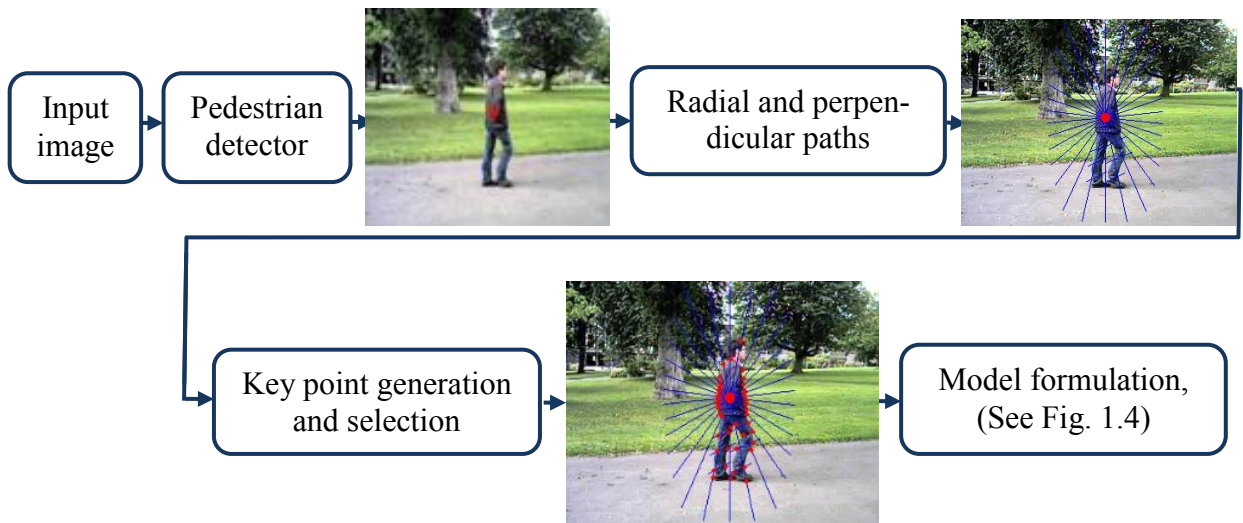 Input
image
Pedestrian
detector
Radial and perpen-
dicular paths
Key point generation
and selection
Model formulation,
(See Fig. 1.4)